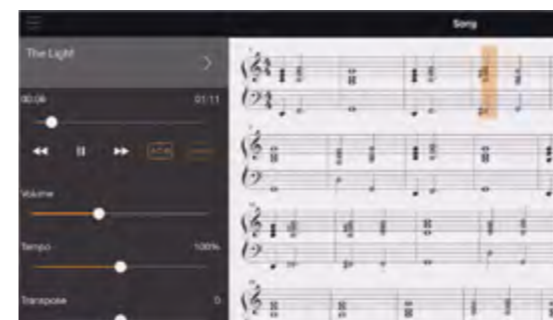 Song
The Light
00:06 01:11
Volume
Tempo 100%
Transpose 0